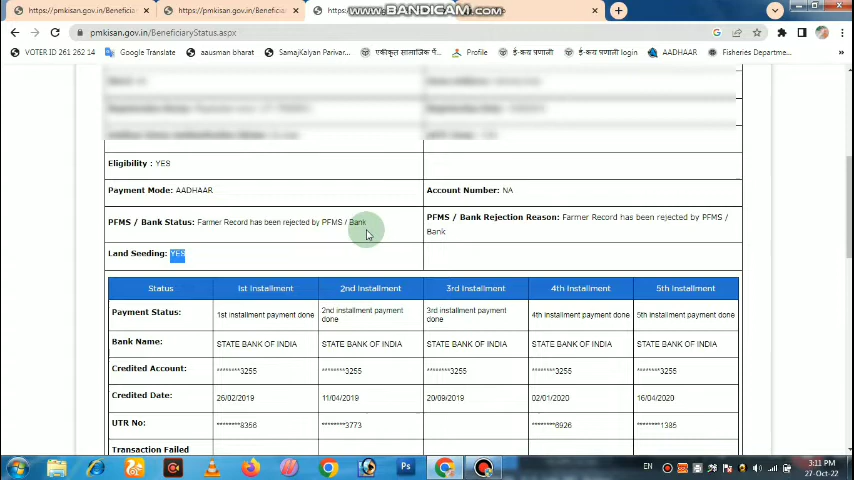 https://pmkisan.gov.in/Beneficia
https://pmkisan.gov.in/Beneficia
https:
www.BANDICAM.com
pmkisan.gov.in/BeneficiaryStatus.aspx
VOTER ID 261 262 14
Google Translate
aausman bharat
SamajKalyan Parivar...
एकीकृत सामाजिक पें...
Profile
ई-कय प्रणाली
ई-कय प्रणाली login
AADHAAR
Fisheries Departme...
Eligibility : YES
Payment Mode: AADHAAR
Account Number: NA
PFMS / Bank Status: Farmer Record has been rejected by PFMS / Bank
PFMS / Bank Rejection Reason: Farmer Record has been rejected by PFMS /
Bank
Land Seeding: YES
Status 1st Installment 2nd Installment 3rd Installment 4th Installment 5th Installment
Payment Status: 1st installment payment done 2nd installment payment done 3rd installment payment done 4th installment payment done 5th installment payment done
Bank Name: STATE BANK OF INDIA STATE BANK OF INDIA STATE BANK OF INDIA STATE BANK OF INDIA STATE BANK OF INDIA
Credited Account: ********3255 ********3255 ********3255 ********3255 ********3255
Credited Date: 26/02/2019 11/04/2019 20/09/2019 02/01/2020 16/04/2020
UTR No: ********8356 ********3773 ********6926 ********1385
Transaction Failed
EN
3:11 PM
27-Oct-22